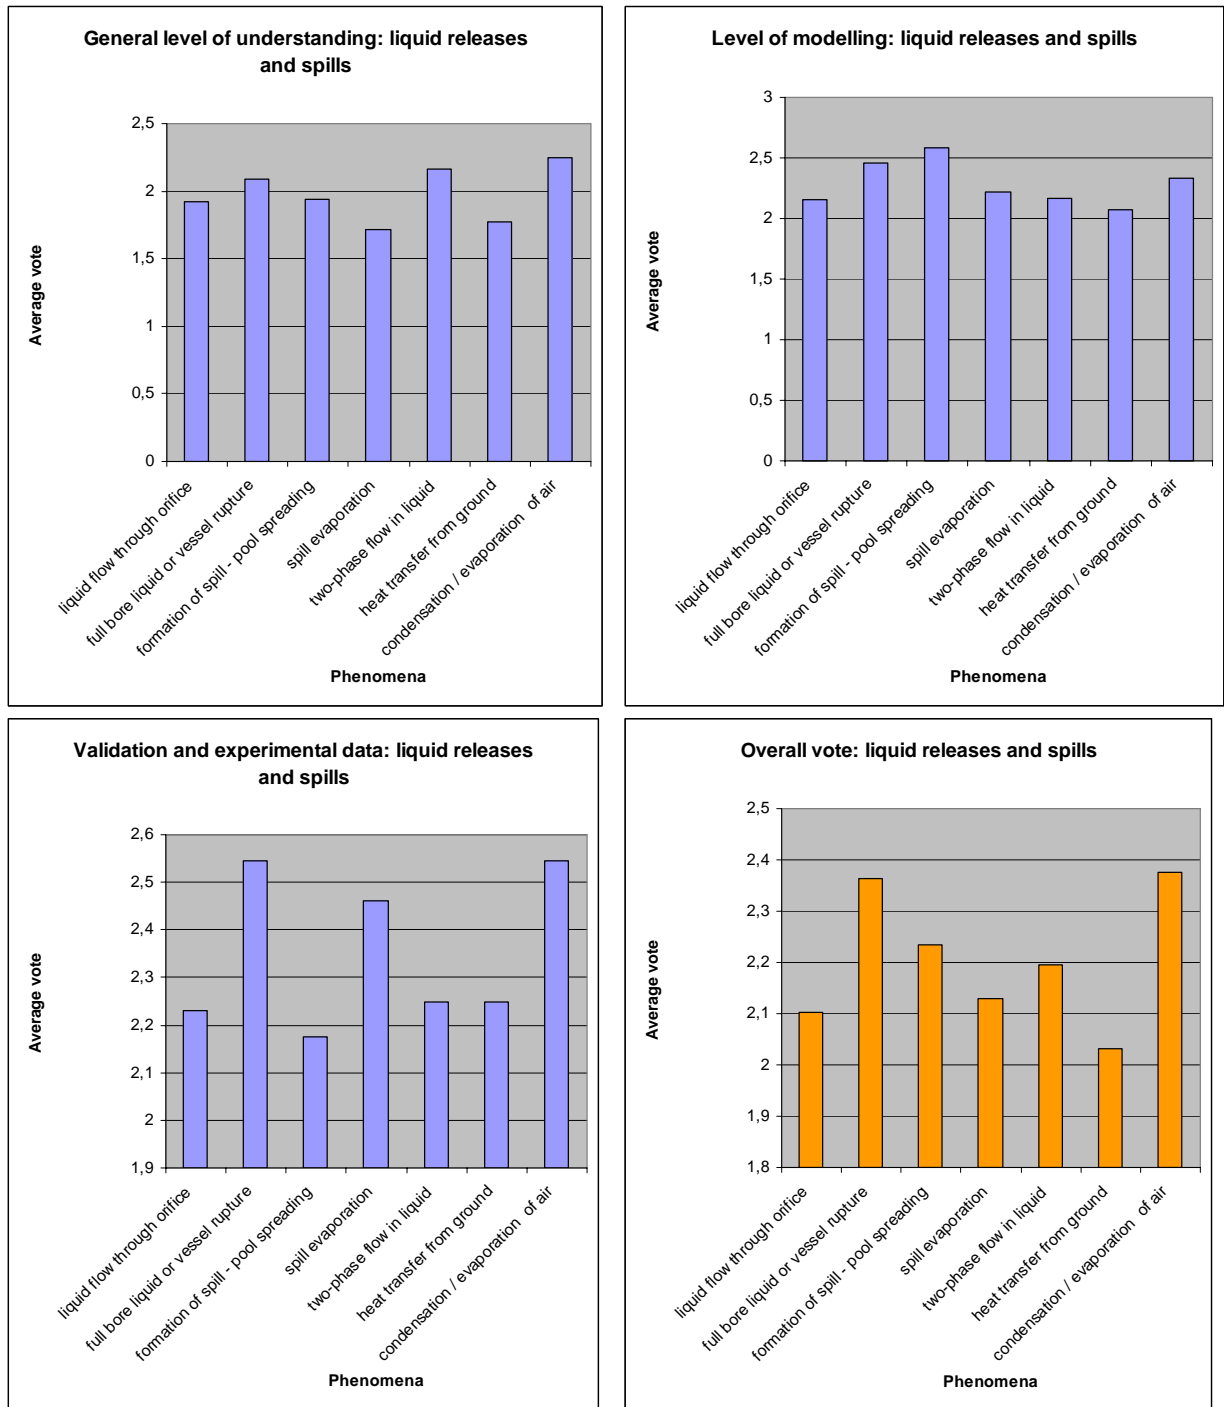 General level of understanding: liquid releases
and spills
Average vote
2,5
2
1,5
1
0,5
0
liquid flow through orifice
full bore liquid or vessel rupture
formation of spill - pool spreading
spill evaporation
two-phase flow in liquid
heat transfer from ground
condensation / evaporation of air
Phenomena
Level of modelling: liquid releases and spills
Average vote
3
2,5
2
1,5
1
0,5
0
liquid flow through orifice
full bore liquid or vessel rupture
formation of spill - pool spreading
spill evaporation
two-phase flow in liquid
heat transfer from ground
condensation / evaporation of air
Phenomena
Validation and experimental data: liquid releases
and spills
Average vote
2,6
2,5
2,4
2,3
2,2
2,1
2
1,9
liquid flow through orifice
full bore liquid or vessel rupture
formation of spill - pool spreading
spill evaporation
two-phase flow in liquid
heat transfer from ground
condensation / evaporation of air
Phenomena
Overall vote: liquid releases and spills
Average vote
2,5
2,4
2,3
2,2
2,1
2
1,9
1,8
liquid flow through orifice
full bore liquid or vessel rupture
formation of spill - pool spreading
spill evaporation
two-phase flow in liquid
heat transfer from ground
condensation / evaporation of air
Phenomena